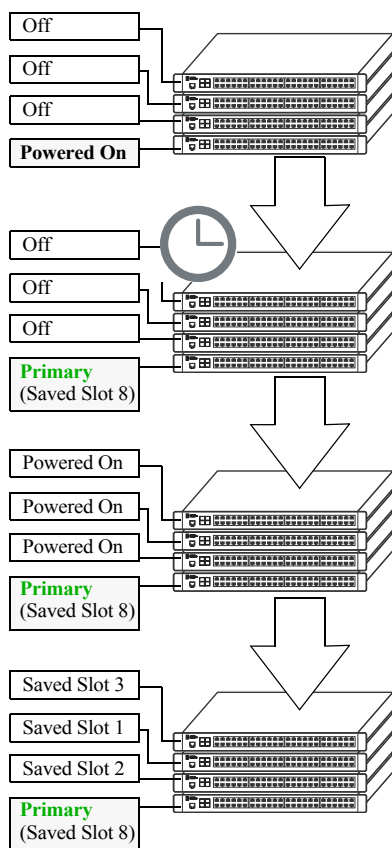 Off
Off
Off
Powered On
Off
Off
Off
Primary
(Saved Slot 8)
Powered On
Powered On
Powered On
Primary
(Saved Slot 8)
Saved Slot 3
Saved Slot 1
Saved Slot 2
Primary
(Saved Slot 8)